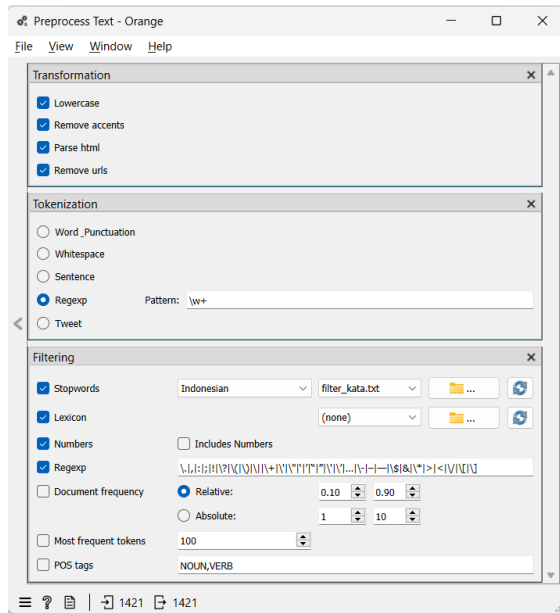 Preprocess Text - Orange
File View Window Help
Transformation
Lowercase
Remove accents
Parse html
Remove urls
Tokenization
Word _Punctuation
Whitespace
Sentence
Regexp Pattern: \w+
Tweet
Filtering
Stopwords Indonesian filter_kata.txt ...
Lexicon (none) ...
Numbers Includes Numbers
Regexp \.|,|:|;|!|\?|\(|\)|\||\+|\'|\"|'|'|"|"|'|\'|…|\-|–|—|\$|&|\*|>|<|\/|\[|\]
Document frequency Relative: 0.10 0.90
Absolute: 1 10
Most frequent tokens 100
POS tags NOUN,VERB
1421 1421